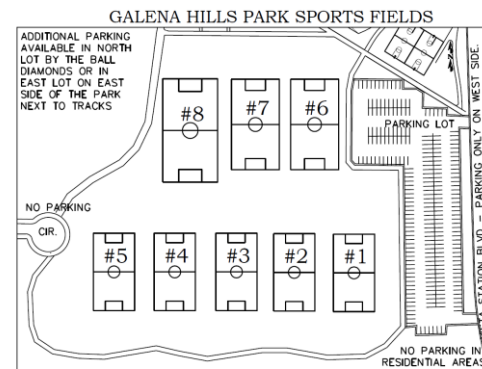 GALENA HILLS PARK SPORTS FIELDS
ADDITIONAL PARKING
AVAILABLE IN NORTH
LOT BY THE BALL
DIAMONDS OR IN
EAST LOT ON EAST
SIDE OF THE PARK
NEXT TO TRACKS
#8
#7
#6
PARKING LOT
NO PARKING
CIR.
#5
#4
#3
#2
#1
STATION BLVD - PARKING ONLY ON WEST SIDE.
NO PARKING IN
RESIDENTIAL AREAS